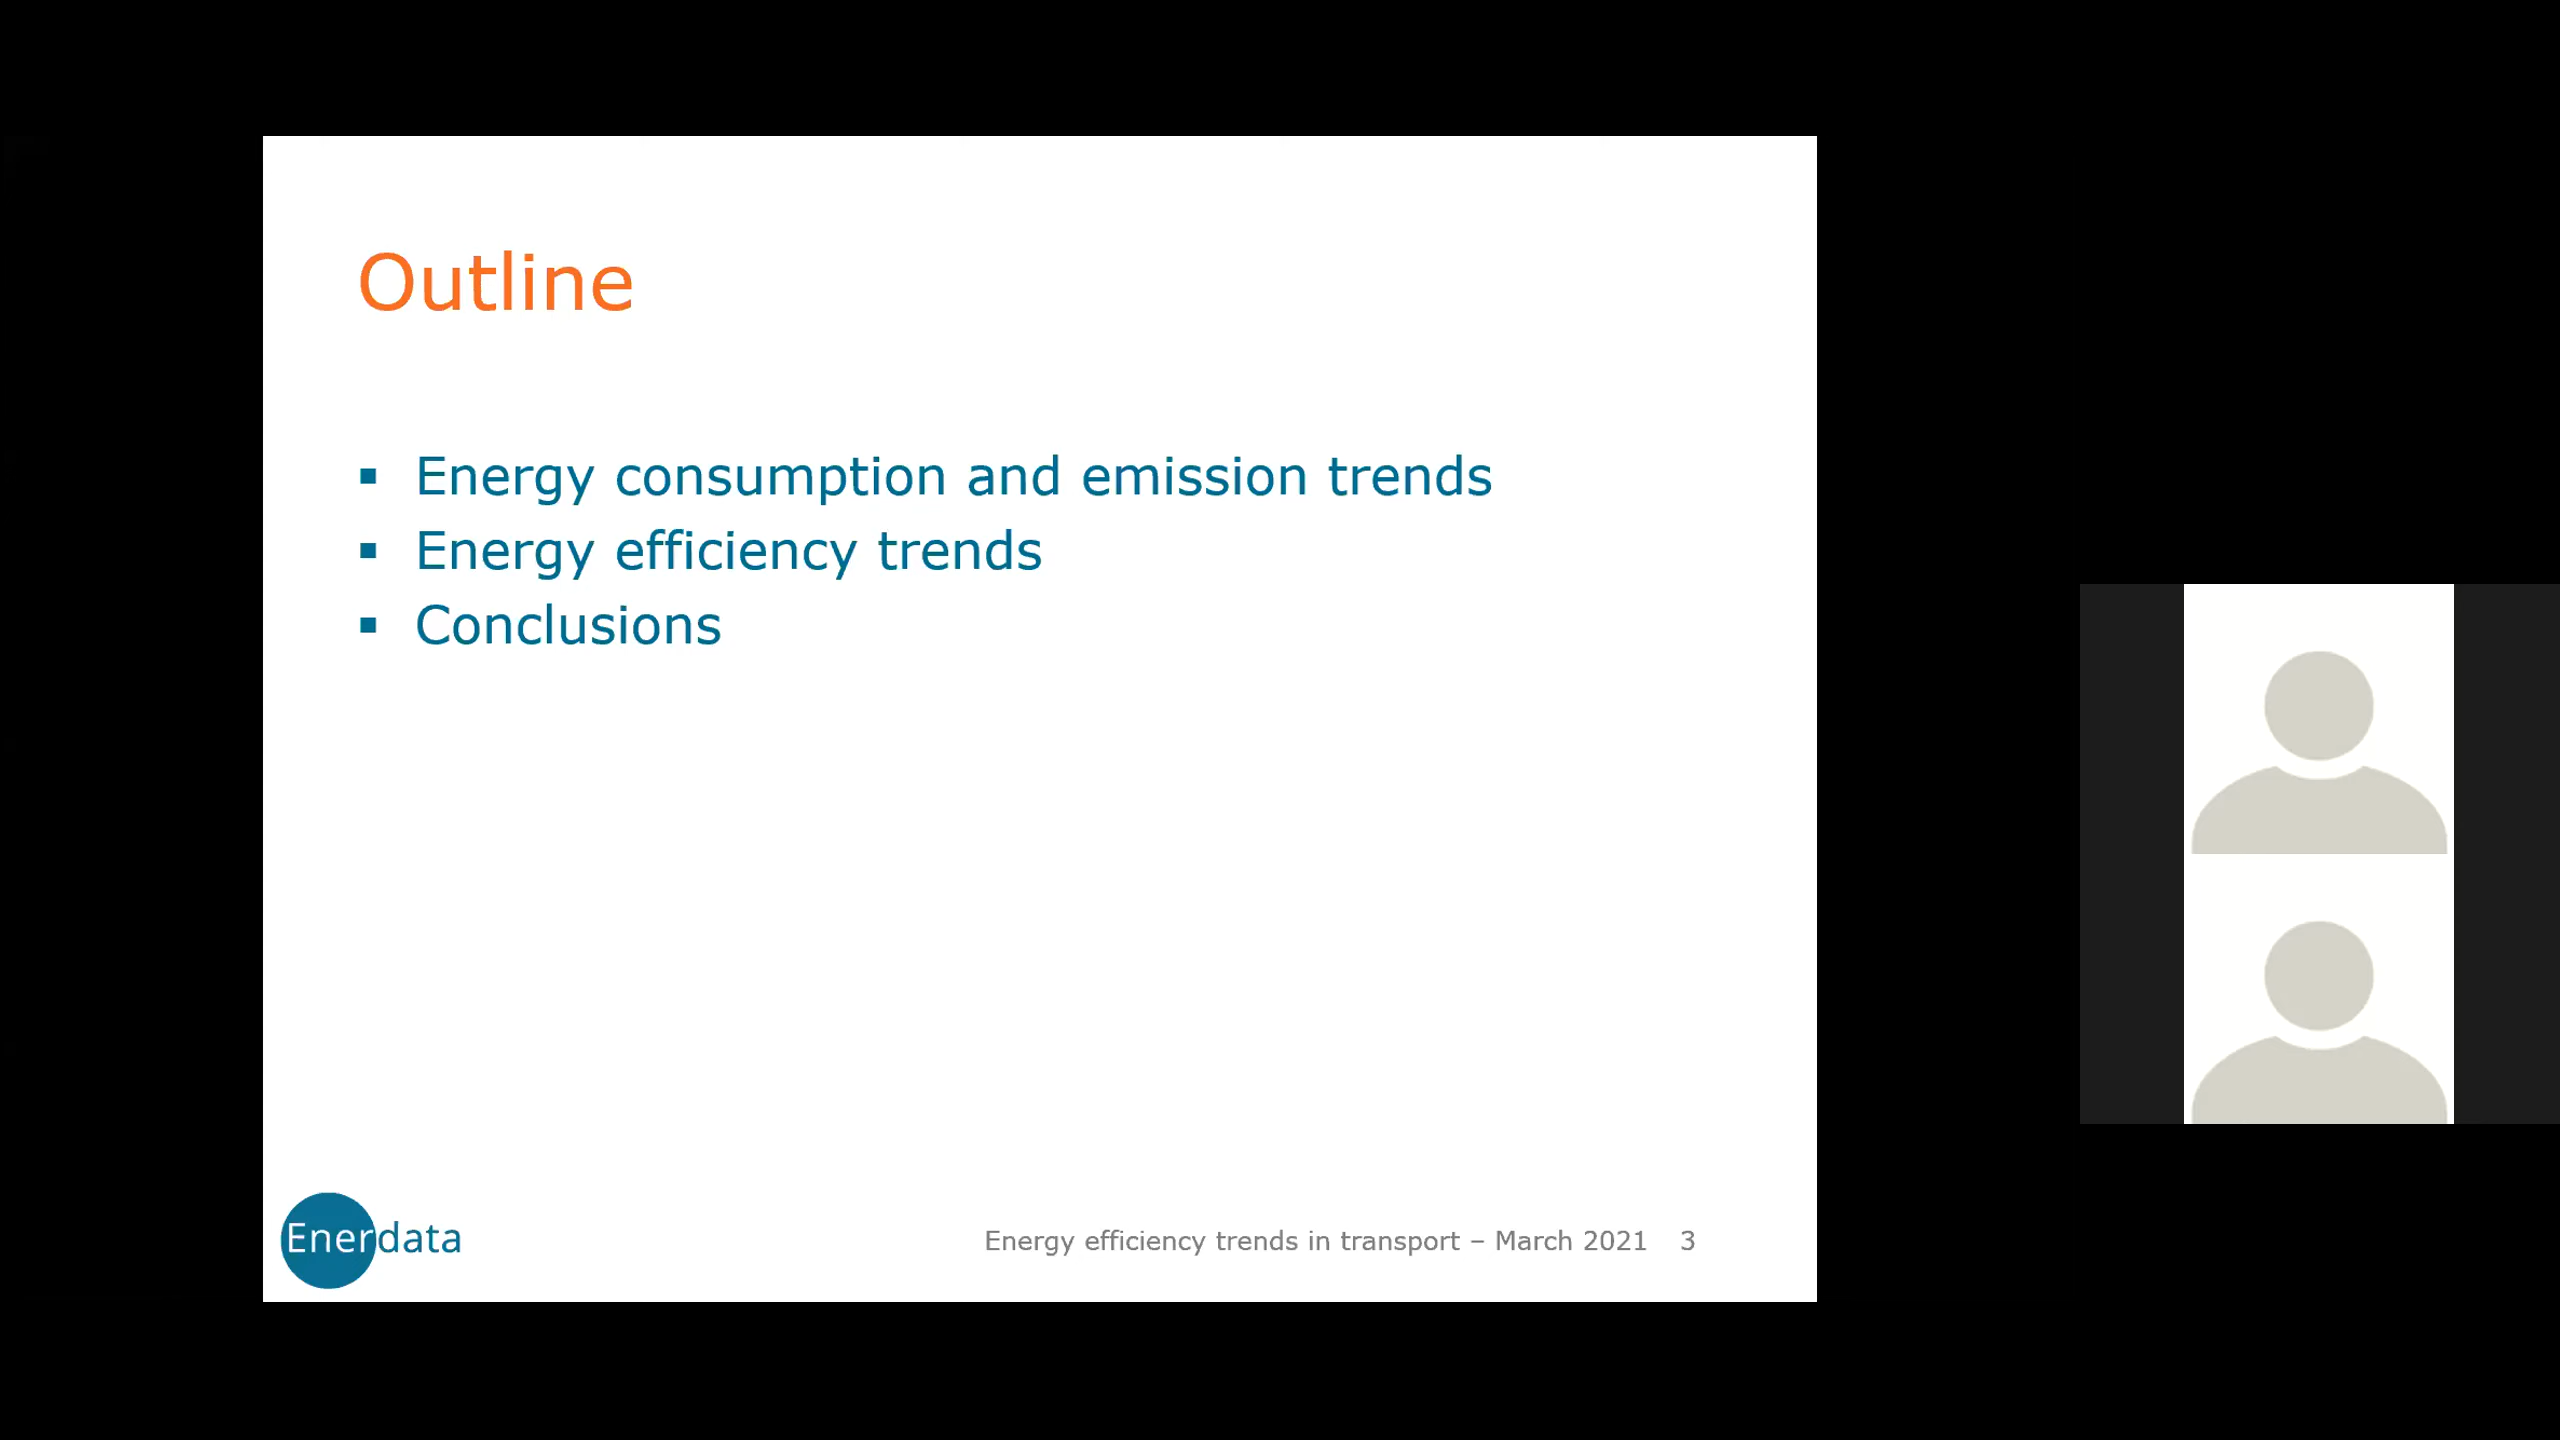 Outline
▪ Energy consumption and emission trends
▪ Energy efficiency trends
▪ Conclusions
Enerdata
Energy efficiency trends in transport – March 2021 3